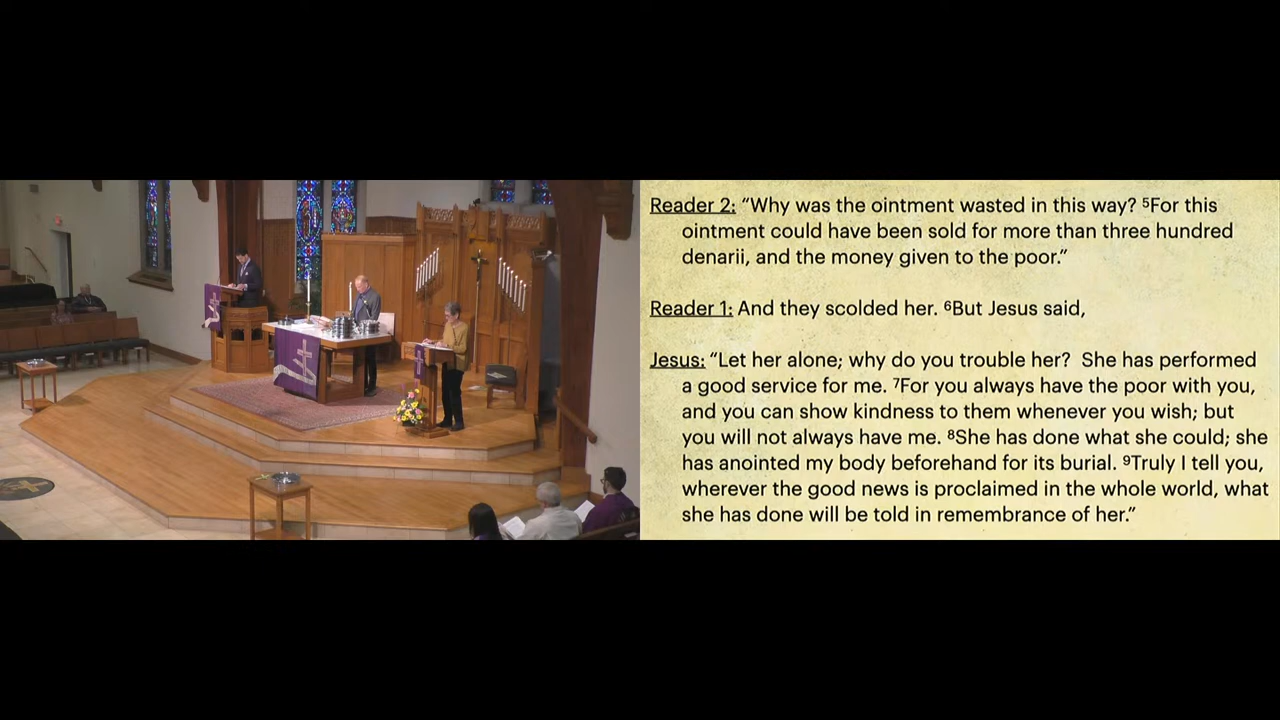 Reader 2: “Why was the ointment wasted in this way? ⁵For this
ointment could have been sold for more than three hundred
denarii, and the money given to the poor.”
Reader 1: And they scolded her. ⁶But Jesus said,
Jesus: “Let her alone; why do you trouble her?  She has performed
a good service for me. ⁷For you always have the poor with you,
and you can show kindness to them whenever you wish; but
you will not always have me. ⁸She has done what she could; she
has anointed my body beforehand for its burial. ⁹Truly I tell you,
wherever the good news is proclaimed in the whole world, what
she has done will be told in remembrance of her.”